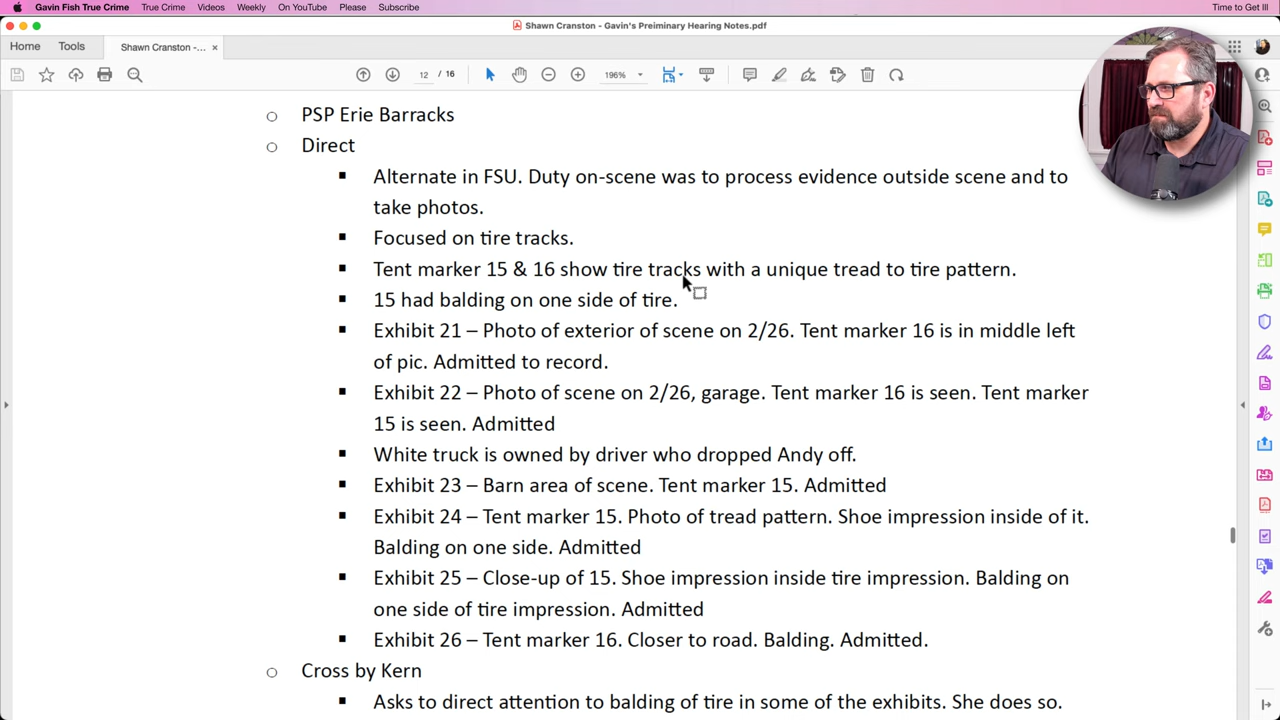 Gavin Fish True Crime True Crime Videos Weekly On YouTube Please Subscribe Time to Get Ill
Shawn Cranston - Gavin's Preiminary Hearing Notes.pdf
Home Tools Shawn Cranston -... ×
12 / 16 196%
○ PSP Erie Barracks
○ Direct
▪ Alternate in FSU. Duty on-scene was to process evidence outside scene and to
take photos.
▪ Focused on tire tracks.
▪ Tent marker 15 & 16 show tire tracks with a unique tread to tire pattern.
▪ 15 had balding on one side of tire.
▪ Exhibit 21 – Photo of exterior of scene on 2/26. Tent marker 16 is in middle left
of pic. Admitted to record.
▪ Exhibit 22 – Photo of scene on 2/26, garage. Tent marker 16 is seen. Tent marker
15 is seen. Admitted
▪ White truck is owned by driver who dropped Andy off.
▪ Exhibit 23 – Barn area of scene. Tent marker 15. Admitted
▪ Exhibit 24 – Tent marker 15. Photo of tread pattern. Shoe impression inside of it.
Balding on one side. Admitted
▪ Exhibit 25 – Close-up of 15. Shoe impression inside tire impression. Balding on
one side of tire impression. Admitted
▪ Exhibit 26 – Tent marker 16. Closer to road. Balding. Admitted.
○ Cross by Kern
▪ Asks to direct attention to balding of tire in some of the exhibits. She does so.